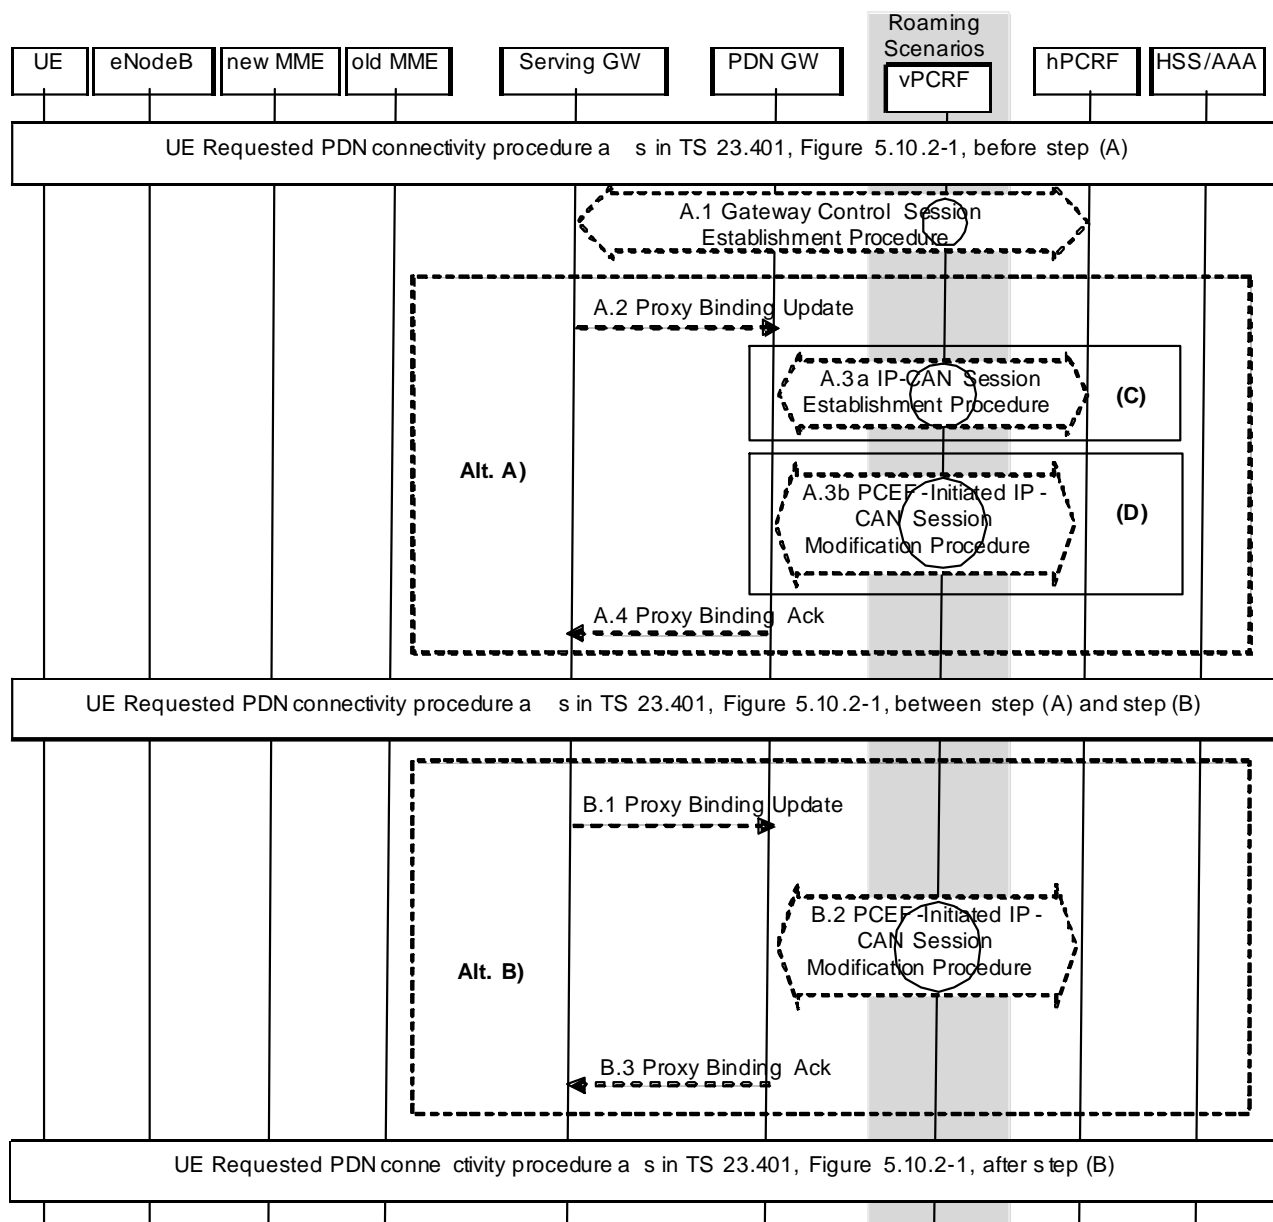 Roaming
Scenarios
UE
eNodeB
new MME
old MME
Serving GW
PDN GW
vPCRF
hPCRF
HSS/AAA
UE Requested PDN connectivity procedure a s in TS 23.401, Figure 5.10.2-1, before step (A)
A.1 Gateway Control Session
Establishment Procedure
A.2 Proxy Binding Update
A.3a IP-CAN Session
Establishment Procedure
(C)
Alt. A)
A.3b PCEF-Initiated IP-
CAN Session
Modification Procedure
(D)
A.4 Proxy Binding Ack
UE Requested PDN connectivity procedure a s in TS 23.401, Figure 5.10.2-1, between step (A) and step (B)
B.1 Proxy Binding Update
B.2 PCEF-Initiated IP-
CAN Session
Modification Procedure
Alt. B)
B.3 Proxy Binding Ack
UE Requested PDN conne ctivity procedure a s in TS 23.401, Figure 5.10.2-1, after step (B)